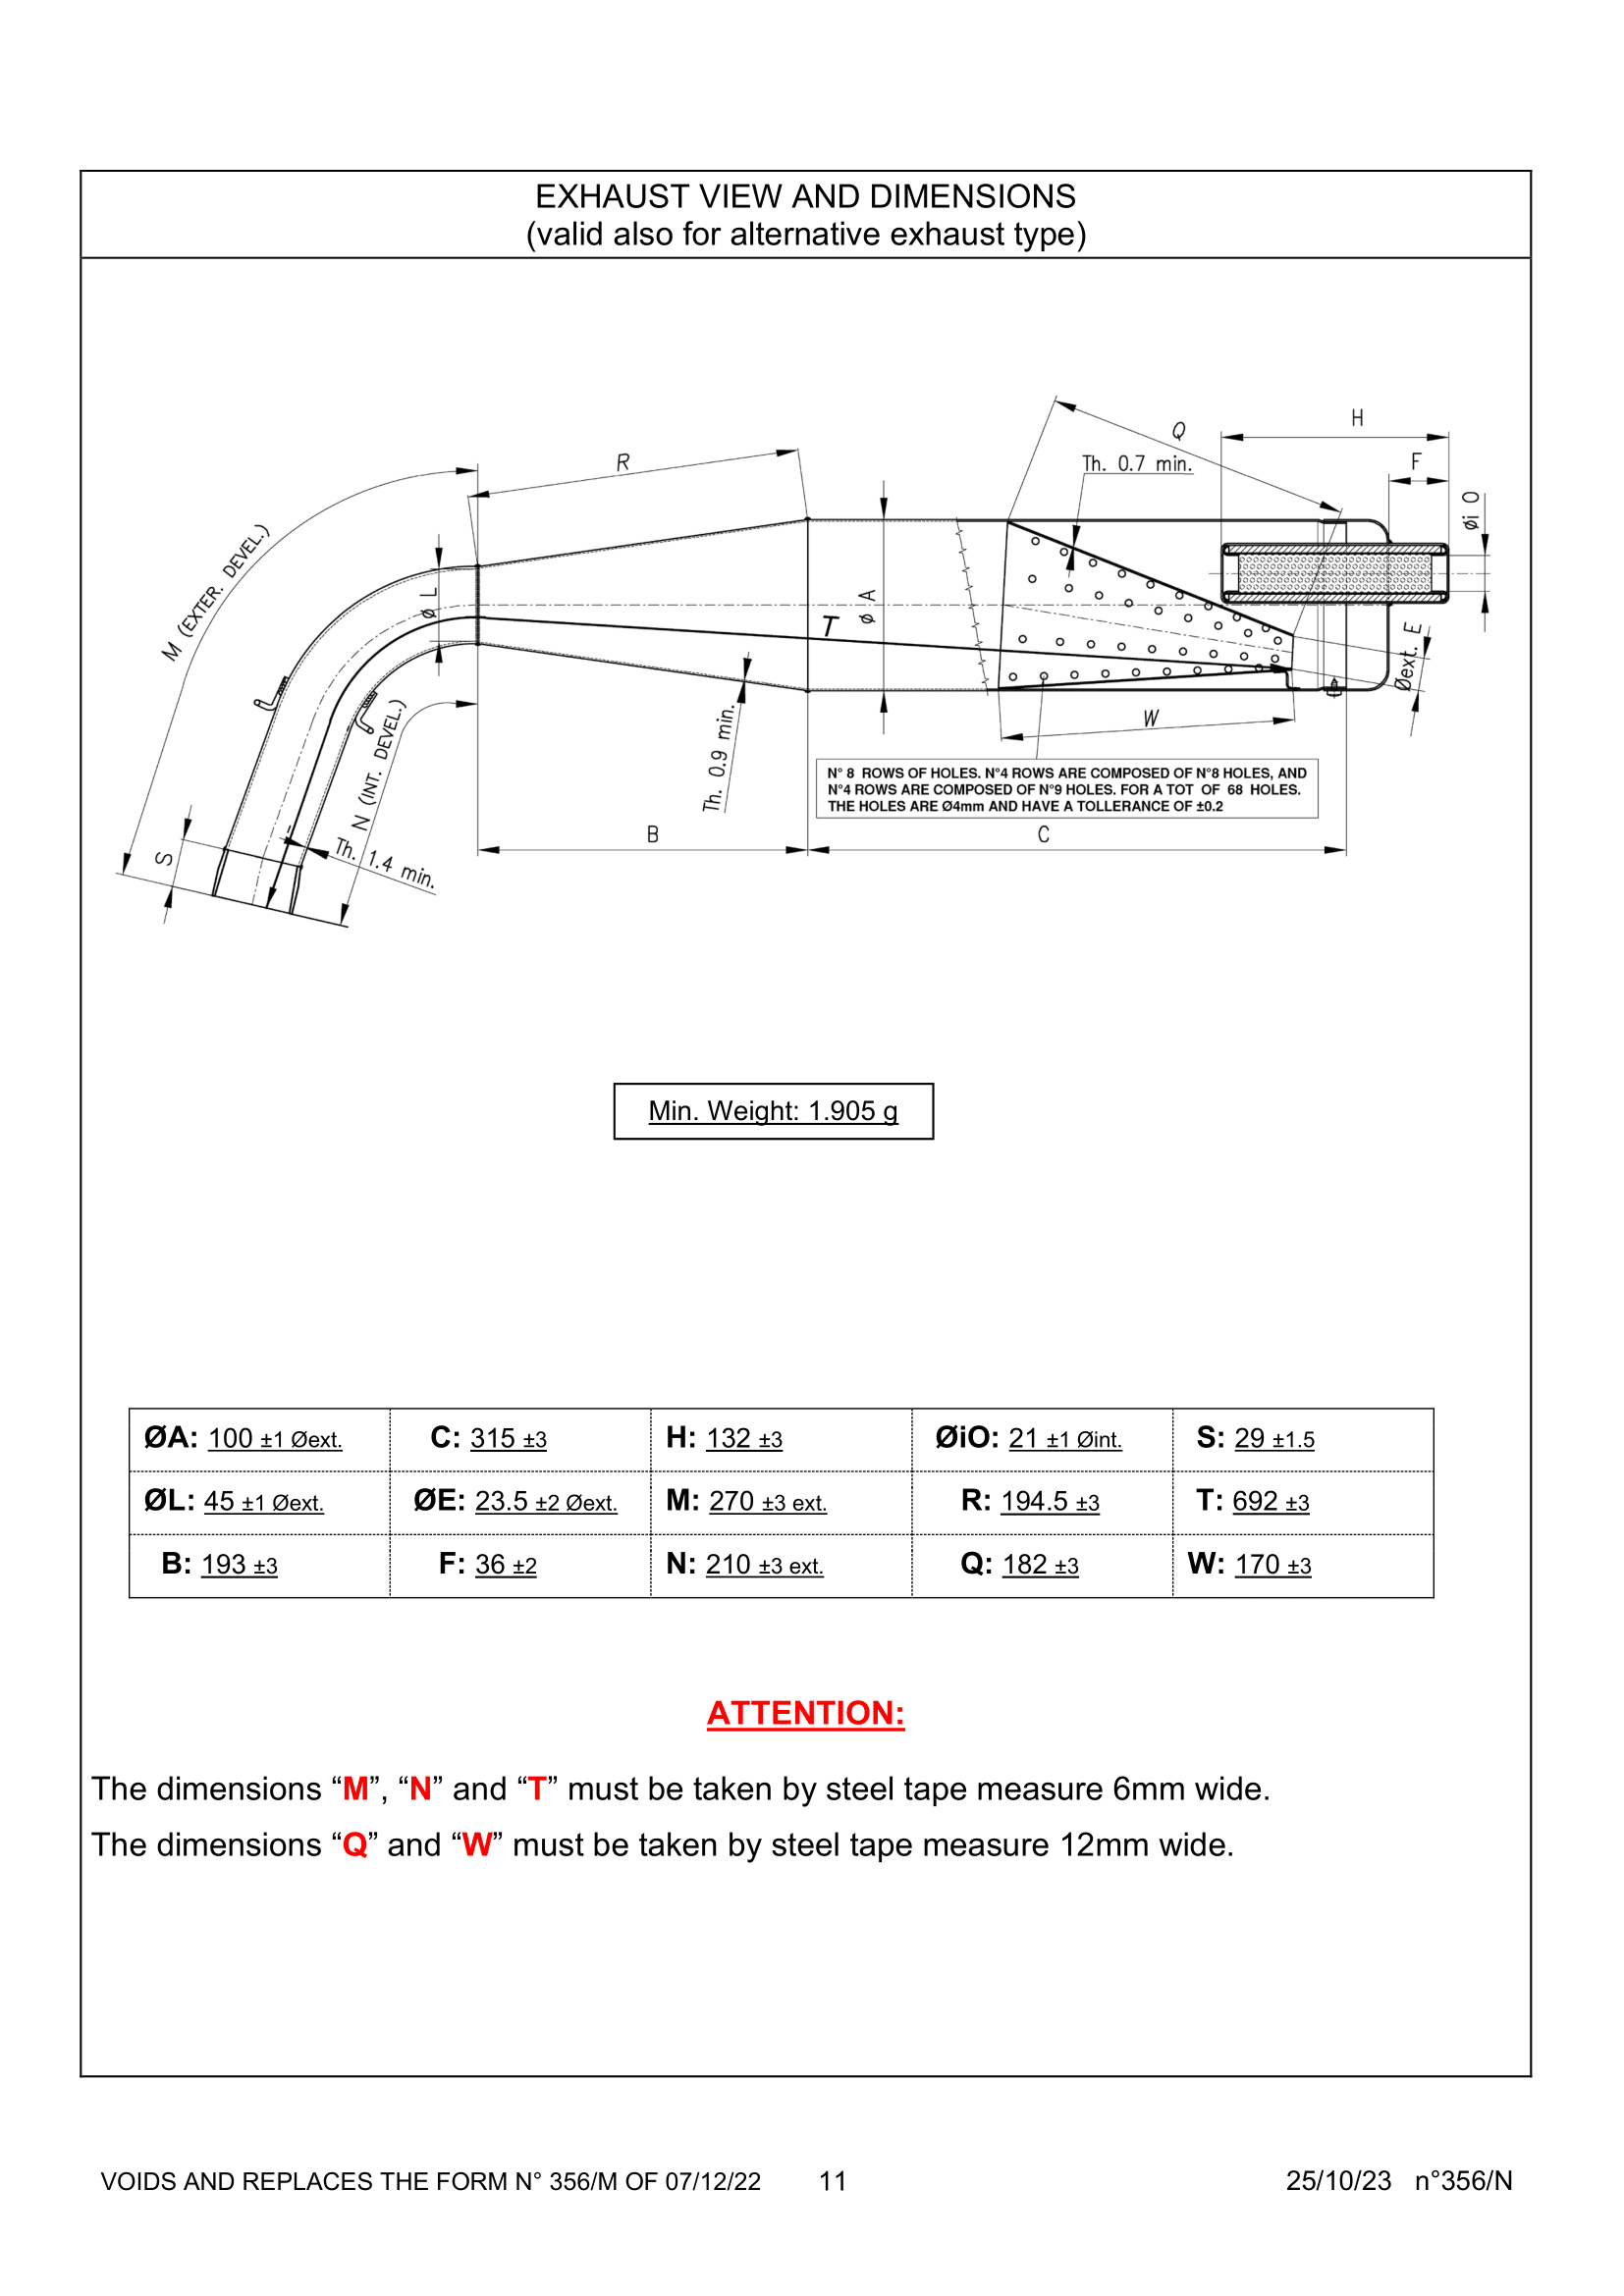 EXHAUST VIEW AND DIMENSIONS
(valid also for alternative exhaust type)
H
Q
F
R
Th. 0.7 min.
øi O
M (EXTER. DEVEL.)
ø L
ø A
T
Øext. E
W
N (INT. DEVEL.)
Th. 0.9 min.
N° 8 ROWS OF HOLES. N°4 ROWS ARE COMPOSED OF N°8 HOLES, AND
N°4 ROWS ARE COMPOSED OF N°9 HOLES. FOR A TOT OF 68 HOLES.
THE HOLES ARE Ø4mm AND HAVE A TOLLERANCE OF ±0.2
B
C
S
Th. 1.4 min.
Min. Weight: 1.905 g
ØA: 100 ±1 Øext. C: 315 ±3 H: 132 ±3 ØiO: 21 ±1 Øint. S: 29 ±1.5
ØL: 45 ±1 Øext. ØE: 23.5 ±2 Øext. M: 270 ±3 ext. R: 194.5 ±3 T: 692 ±3
B: 193 ±3 F: 36 ±2 N: 210 ±3 ext. Q: 182 ±3 W: 170 ±3
ATTENTION:
The dimensions “M”, “N” and “T” must be taken by steel tape measure 6mm wide.
The dimensions “Q” and “W” must be taken by steel tape measure 12mm wide.
VOIDS AND REPLACES THE FORM N° 356/M OF 07/12/22 11 25/10/23 n°356/N